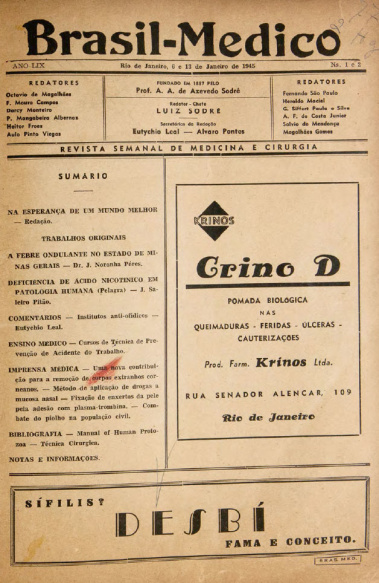 Brasil-Medico
ANO LIX
Rio de Janeiro, 6 e 13 de Janeiro de 1945
Ns. 1 e 2
REDATORES
Octavio de Magalhães
F. Moura Campos
Darcy Monteiro
P. Mangabeira Albernaz
Heitor Froes
Aulo Pinto Viegas
FUNDADO EM 1887 PELO
Prof. A. A. de Azevedo Sodré
Redator-Chefe
LUIZ SODRÉ
Secretários da Redação
Eutychio Leal — Alvaro Pontes
REDATORES
Fernando São Paulo
Heraldo Maciel
G. Riffort Paula e Silva
A. F. da Costa Junior
Salvio de Mendonça
Magalhães Gomes
REVISTA SEMANAL DE MEDICINA E CIRURGIA
SUMÁRIO
NA ESPERANÇA DE UM MUNDO MELHOR
— Redação.
TRABALHOS ORIGINAIS
A FEBRE ONDULANTE NO ESTADO DE MI-
NAS GERAIS — Dr. J. Noronha Péres.
DEFICIENCIA DE ÁCIDO NICOTINICO EM
PATOLOGIA HUMANA (Pelagra) — J. Sa-
leiro Pitão.
COMENTÁRIOS — Institutos anti-ofídicos —
Eutychio Leal.
ENSINO MEDICO — Cursos de Técnica de Pre-
venção de Acidente do Trabalho.
IMPRENSA MEDICA — Uma nova contribui-
ção para a remoção de corpos extranhos cor-
neanos. — Método de aplicação de drogas a
mucosa nasal — Fixação de enxertos da pele
pela adesão com plasma-trombina. — Com-
bate do piolho na população civil.
BIBLIOGRAFIA — Manual of Human Proto-
zoa — Técnica Cirurgica.
NOTAS E INFORMAÇÕES.
KRINOS
Crino D
POMADA BIOLOGICA
NAS
QUEIMADURAS - FERIDAS - ÚLCERAS -
CAUTERIZAÇÕES
Prod. Farm. Krinos Ltda.
RUA SENADOR ALENCAR, 109
Rio de Janeiro
SÍFILIS?
DESBÍ
FAMA E CONCEITO.
BRAS. MED.